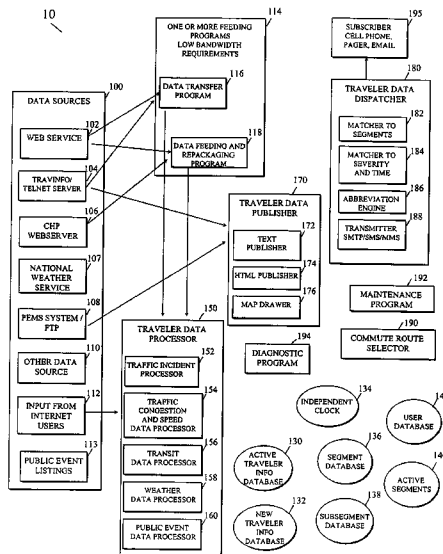 10
100
DATA SOURCES
102
WEB SERVICE
104
TRAVINFO/
TELNET SERVER
106
CHP
WEBSERVER
107
NATIONAL
WEATHER
SERVICE
108
PEMS SYSTEM /
FTP
110
OTHER DATA
SOURCE
112
INPUT FROM
INTERNET
USERS
113
PUBLIC EVENT
LISTINGS
114
ONE OR MORE FEEDING
PROGRAMS
LOW BANDWIDTH
REQUIREMENTS
116
DATA TRANSFER
PROGRAM
118
DATA FEEDING AND
REPACKAGING
PROGRAM
170
TRAVELER DATA
PUBLISHER
172
TEXT
PUBLISHER
174
HTML PUBLISHER
176
MAP DRAWER
150
TRAVELER DATA
PROCESSOR
152
TRAFFIC INCIDENT
PROCESSOR
154
TRAFFIC
CONGESTION
AND SPEED
DATA PROCESSOR
156
TRANSIT
DATA PROCESSOR
158
WEATHER
DATA PROCESSOR
160
PUBLIC EVENT
DATA PROCESSOR
195
SUBSCRIBER
CELL PHONE,
PAGER, EMAIL
180
TRAVELER DATA
DISPATCHER
182
MATCHER TO
SEGMENTS
184
MATCHER TO
SEVERITY
AND TIME
186
ABBREVIATION
ENGINE
188
TRANSMITTER
SMTP/SMS/MMS
192
MAINTENANCE
PROGRAM
190
COMMUTE ROUTE
SELECTOR
194
DIAGNOSTIC
PROGRAM
134
INDEPENDENT
CLOCK
USER
DATABASE
130
ACTIVE
TRAVELER
INFO
DATABASE
136
SEGMENT
DATABASE
ACTIVE
SEGMENTS
132
NEW
TRAVELER
INFO DATABASE
138
SUBSEGMENT
DATABASE